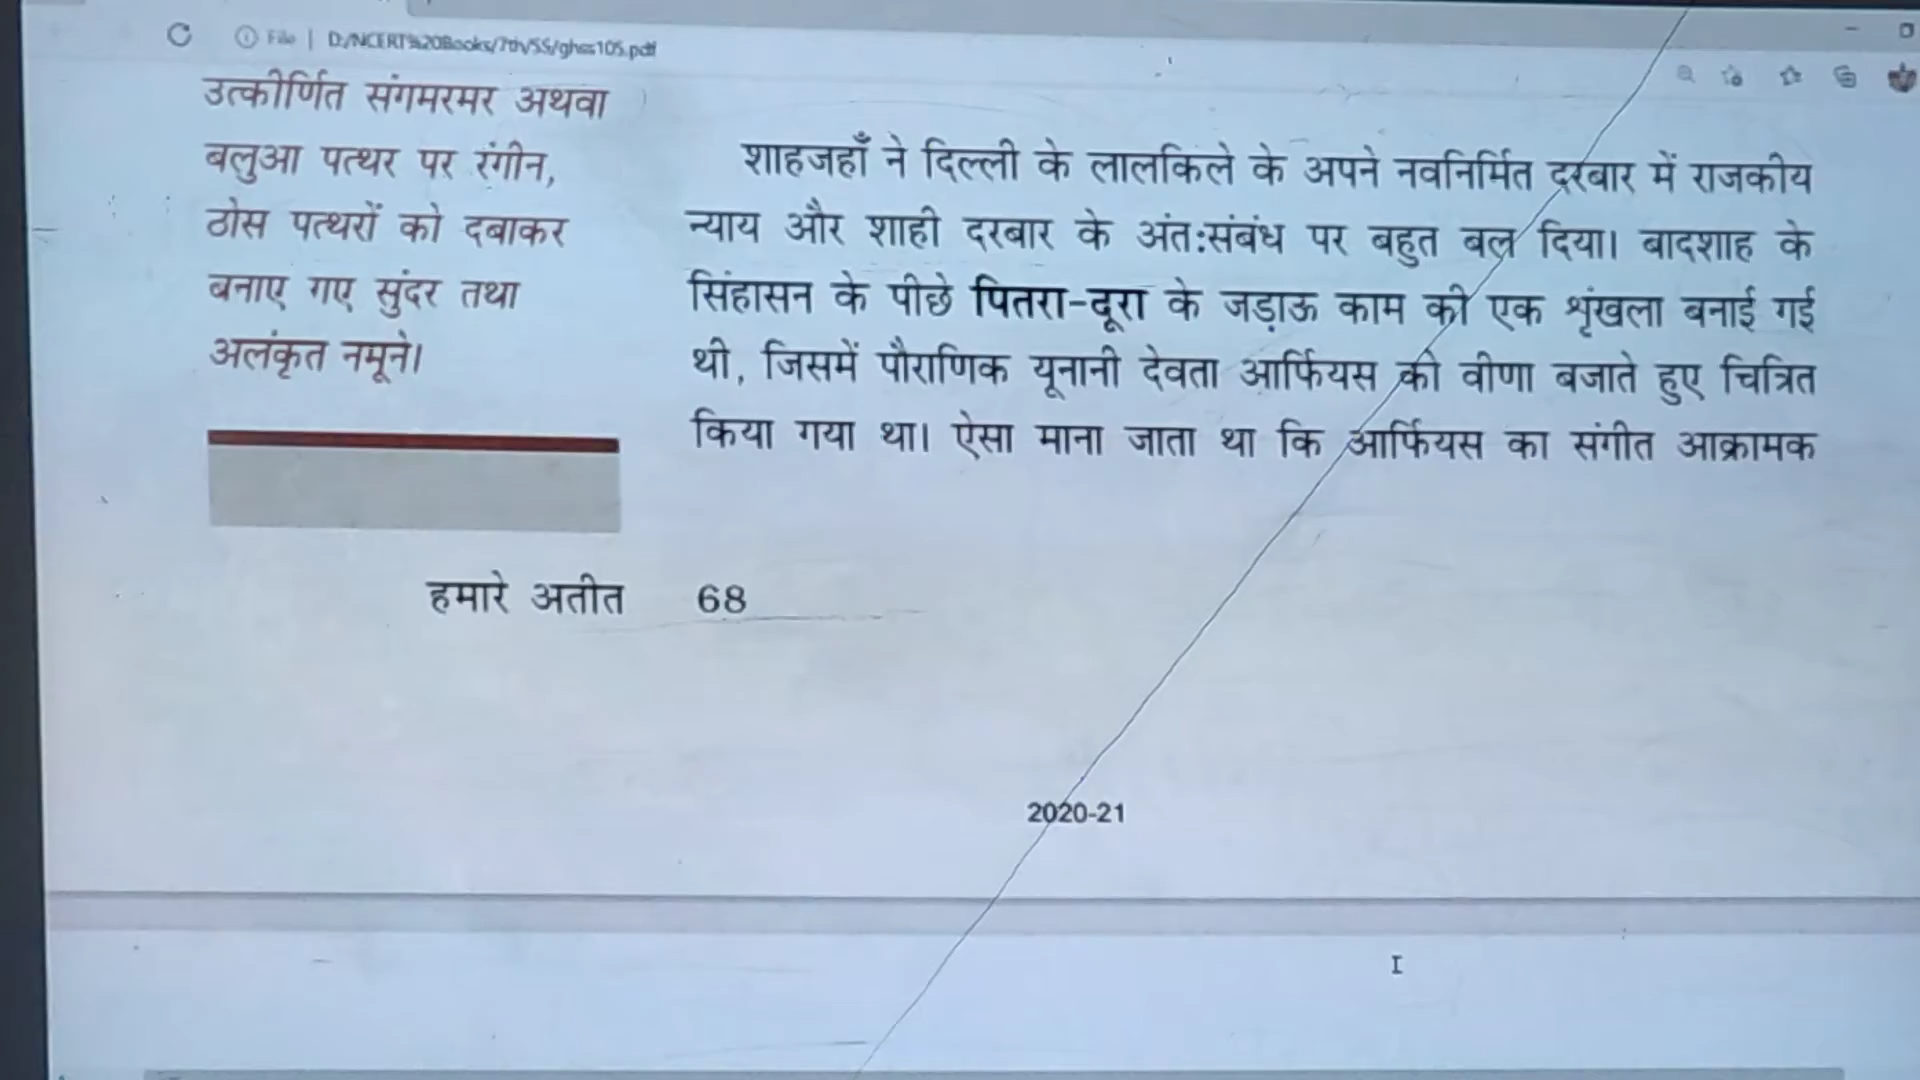 File | D:/NCERT%20Books/7th/SS/ghss105.pdf
उत्कीर्णित संगमरमर अथवा
बलुआ पत्थर पर रंगीन,
ठोस पत्थरों को दबाकर
बनाए गए सुंदर तथा
अलंकृत नमूने।
शाहजहाँ ने दिल्ली के लालकिले के अपने नवनिर्मित दरबार में राजकीय
न्याय और शाही दरबार के अंत:संबंध पर बहुत बल दिया। बादशाह के
सिंहासन के पीछे पितरा-दूरा के जड़ाऊ काम की एक शृंखला बनाई गई
थी, जिसमें पौराणिक यूनानी देवता आर्फियस को वीणा बजाते हुए चित्रित
किया गया था। ऐसा माना जाता था कि आर्फियस का संगीत आक्रामक
हमारे अतीत 68
2020-21